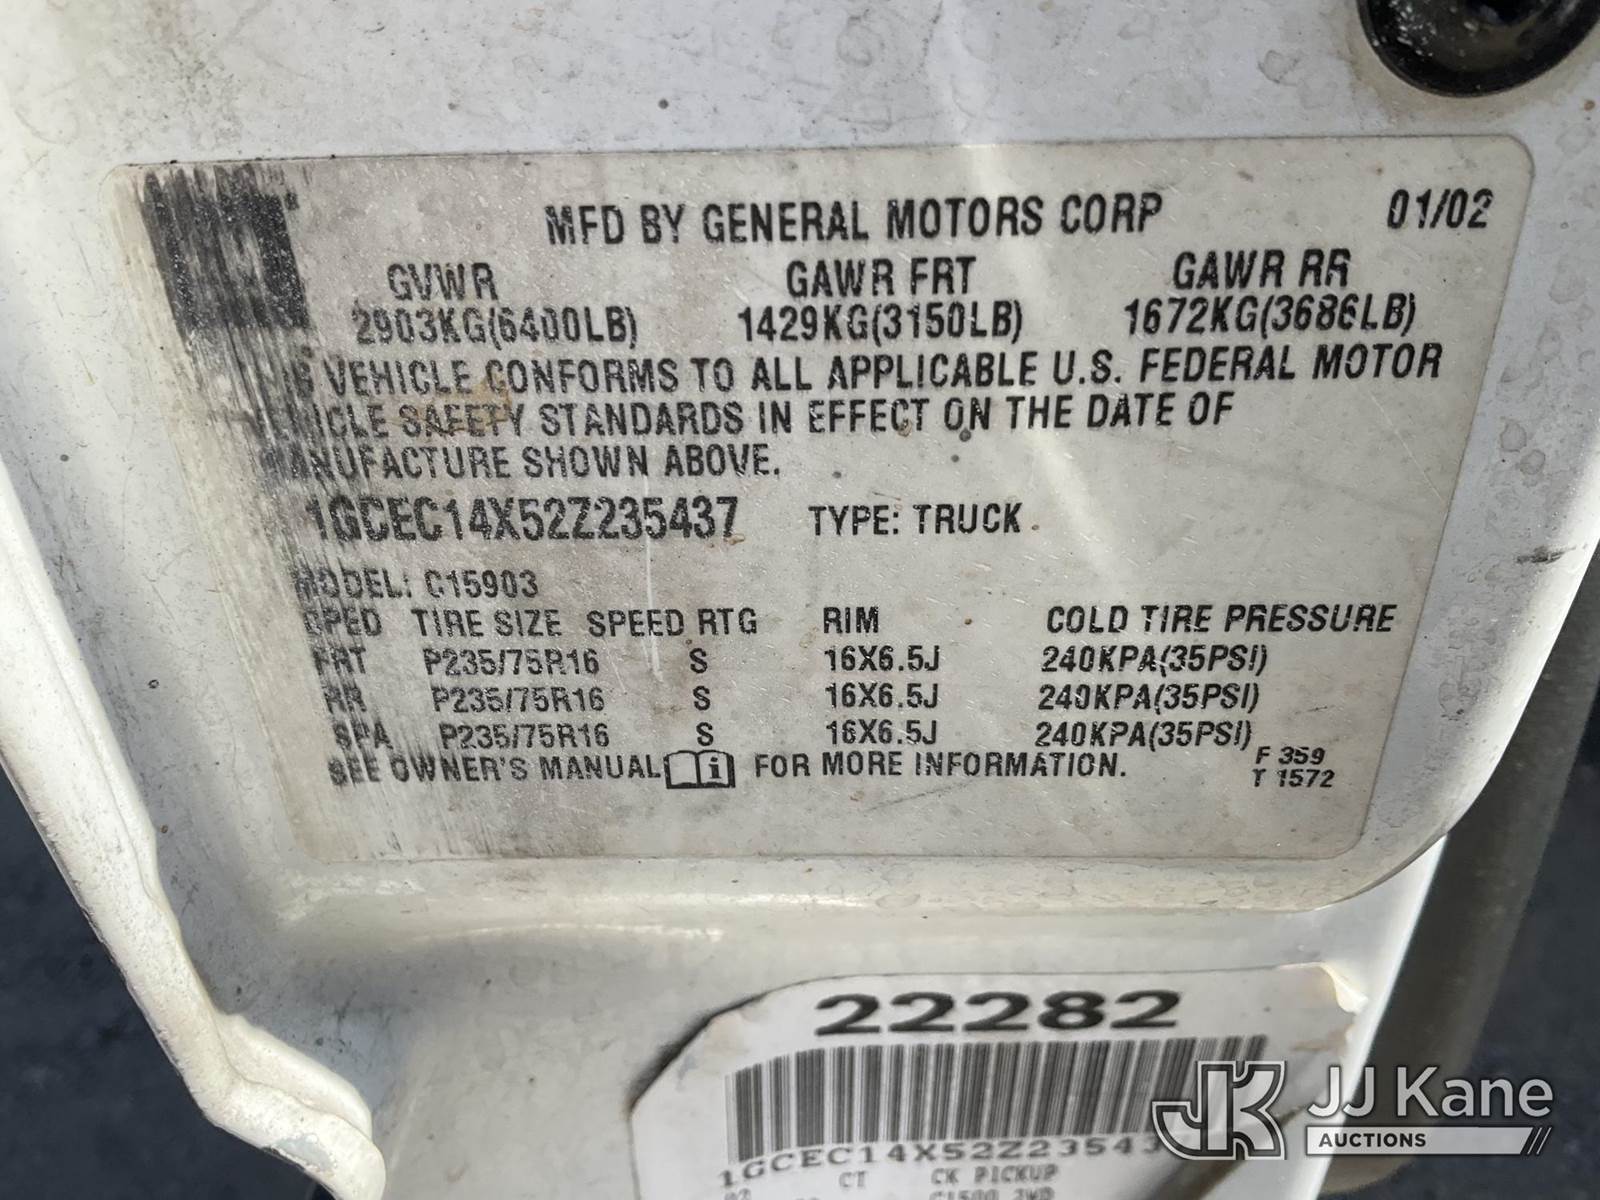 MFD BY GENERAL MOTORS CORP 01/02
GVWR GAWR FRT GAWR RR
2903KG(6400LB) 1429KG(3150LB) 1672KG(3686LB)
VEHICLE CONFORMS TO ALL APPLICABLE U.S. FEDERAL MOTOR
VEHICLE SAFETY STANDARDS IN EFFECT ON THE DATE OF
MANUFACTURE SHOWN ABOVE.
1GCEC14X52Z235437 TYPE: TRUCK
MODEL: C15903
TIRE SIZE SPEED RTG RIM COLD TIRE PRESSURE
FRT P235/75R16 S 16X6.5J 240KPA(35PSI)
RR P235/75R16 S 16X6.5J 240KPA(35PSI)
SPA P235/75R16 S 16X6.5J 240KPA(35PSI)
SEE OWNER'S MANUAL FOR MORE INFORMATION.
F 359
T 1572
22282
1GCEC14X52Z2354
CT CK PICKUP
C1500 2WD
JK JJ Kane
AUCTIONS